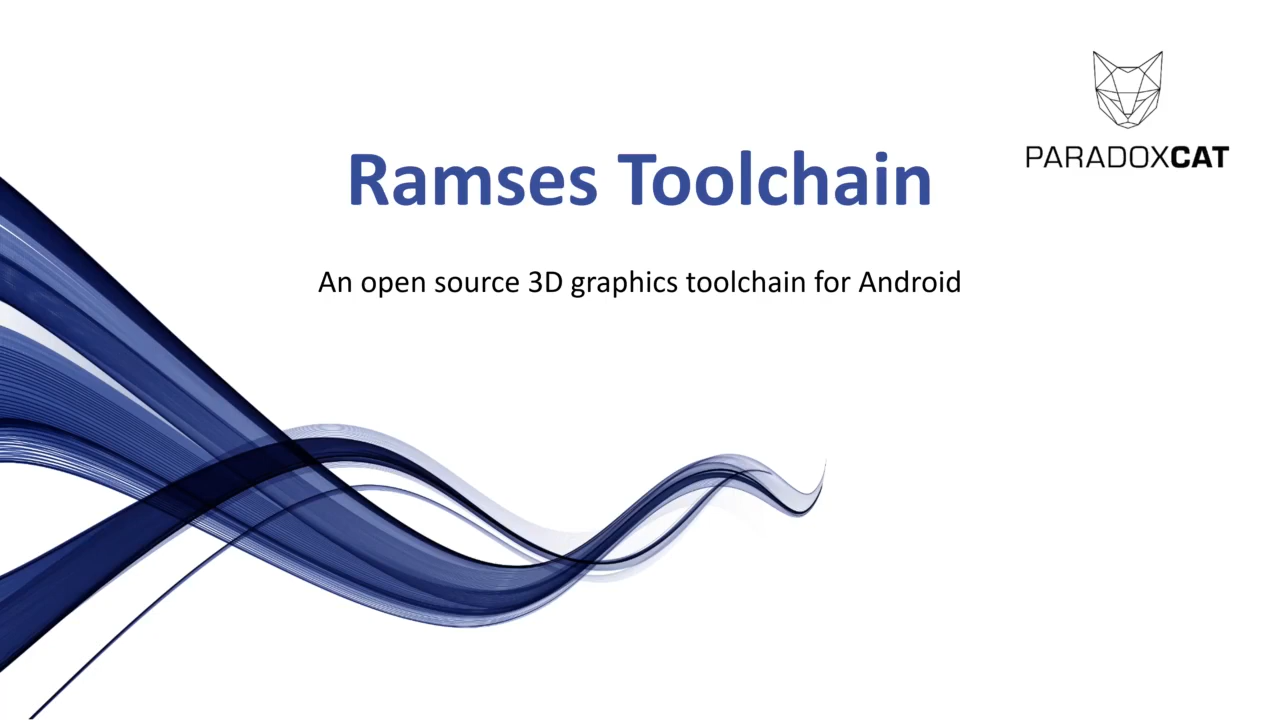 PARADOXCAT
Ramses Toolchain
An open source 3D graphics toolchain for Android